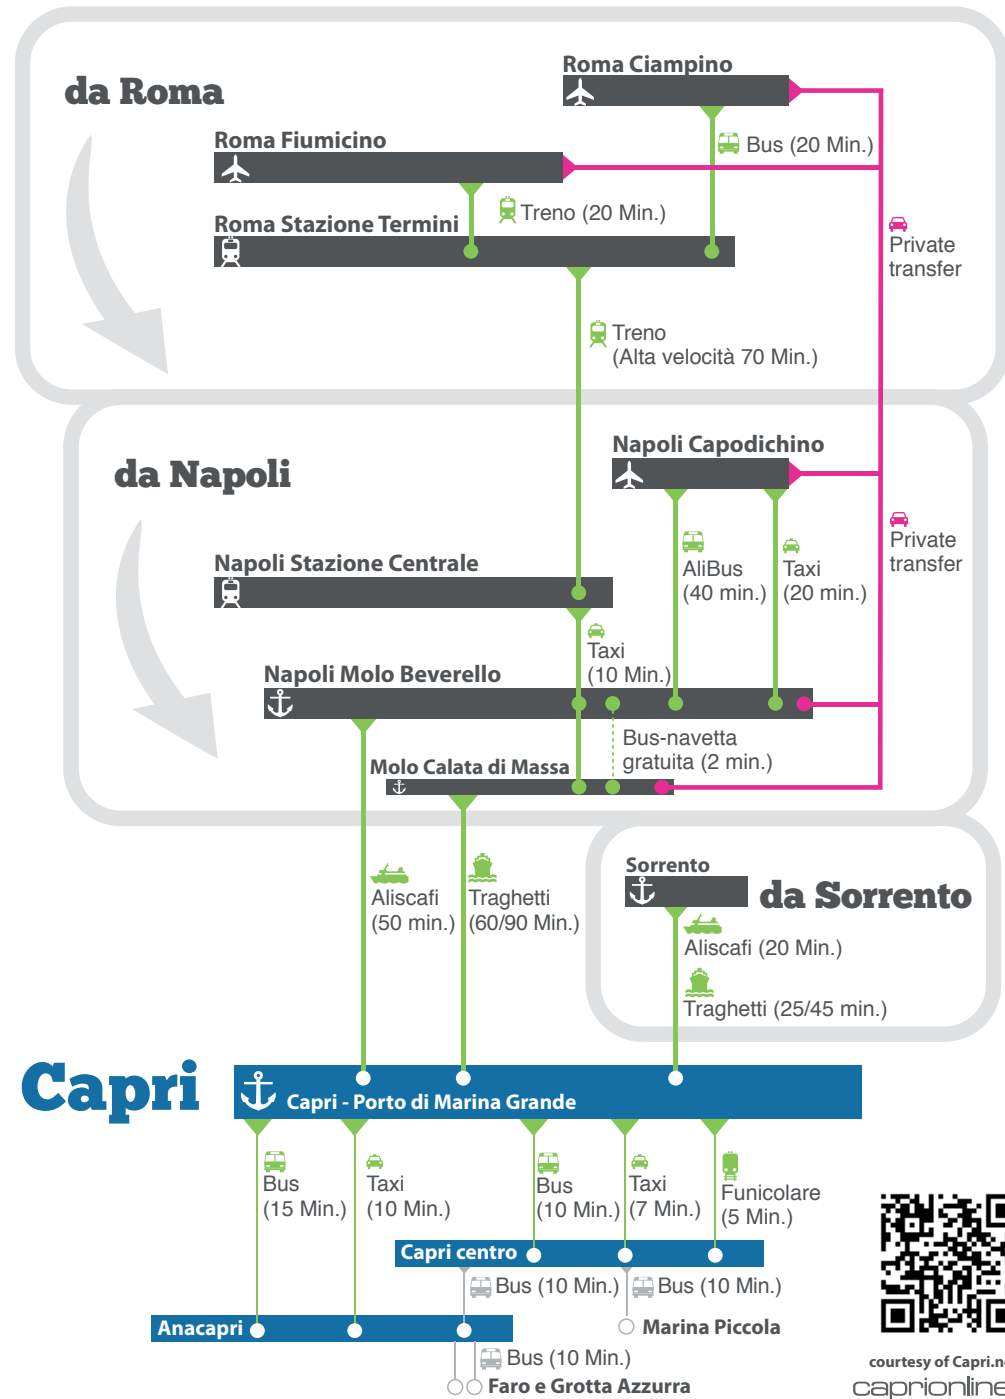 da Roma
Roma Ciampino
Bus (20 Min.)
Roma Fiumicino
Treno (20 Min.)
Roma Stazione Termini
Private
transfer
Treno
(Alta velocità 70 Min.)
da Napoli
Napoli Capodichino
Private
transfer
AliBus
(40 min.)
Taxi
(20 min.)
Napoli Stazione Centrale
Taxi
(10 Min.)
Napoli Molo Beverello
Bus-navetta
gratuita (2 min.)
Molo Calata di Massa
Aliscafi
(50 min.)
Traghetti
(60/90 Min.)
Sorrento
da Sorrento
Aliscafi (20 Min.)
Traghetti (25/45 min.)
Capri
Capri - Porto di Marina Grande
Bus
(15 Min.)
Taxi
(10 Min.)
Bus
(10 Min.)
Taxi
(7 Min.)
Funicolare
(5 Min.)
Capri centro
Bus (10 Min.)
Bus (10 Min.)
Marina Piccola
Anacapri
Bus (10 Min.)
Faro e Grotta Azzurra
courtesy of Capri.ne
caprionline